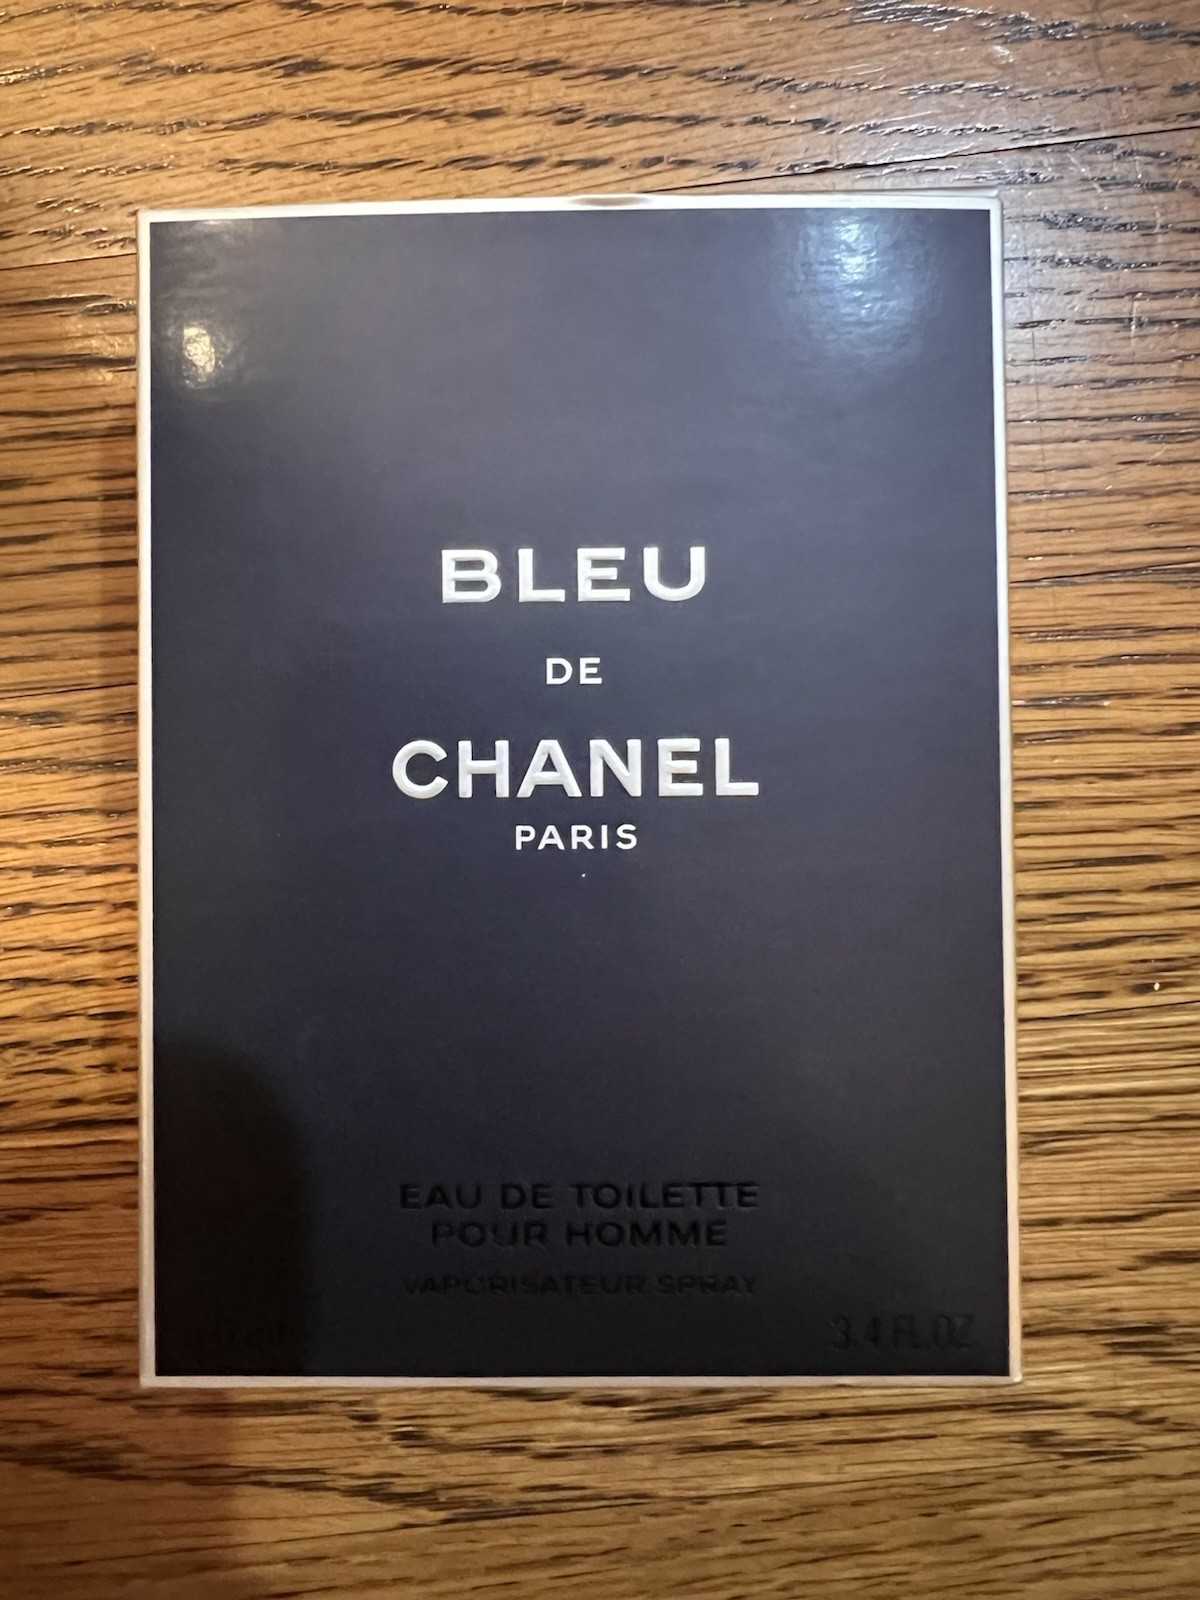 BLEU
DE
CHANEL
PARIS
EAU DE TOILETTE
POUR HOMME
VAPORISATEUR SPRAY
3.4 FL.OZ